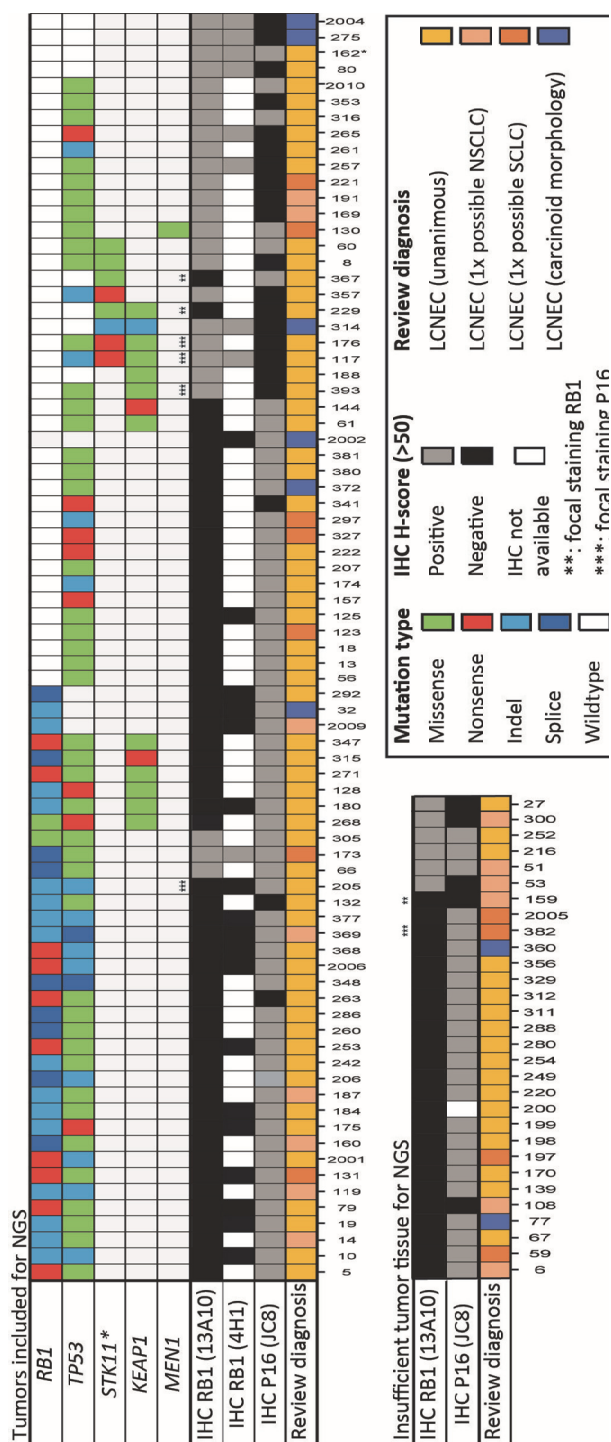 Tumors included for NGS
RB1
TP53
STK11*
KEAP1
MEN1
*** *** *** *** ** **
IHC RB1 (13A10)
IHC RB1 (4H1)
IHC P16 (JC8)
Review diagnosis
5 10 14 19 79 119 131 2001 160 175 184 187 206 242 253 260 286 263 348 2006 368 369 377 132 205 66 173 305 268 180 128 271 315 347 2009 32 292 56 13 18 123 125 157 174 207 222 327 297 341 372 380 381 2002 61 144 393 188 117 176 314 229 357 367 8 60 130 169 191 221 257 261 265 316 353 2010 80 162* 275 2004
Insufficient tumor tissue for NGS
*** **
IHC RB1 (13A10)
IHC P16 (JC8)
Review diagnosis
6 59 67 77 108 139 170 197 198 199 200 220 249 254 280 288 311 312 329 356 360 382 2005 159 53 51 216 252 300 27
Mutation type
Missense
Nonsense
Indel
Splice
Wildtype
IHC H-score (>50)
Positive
Negative
IHC not
available
**: focal staining RB1
***: focal staining P16
Review diagnosis
LCNEC (unanimous)
LCNEC (1x possible NSCLC)
LCNEC (1x possible SCLC)
LCNEC (carcinoid morphology)